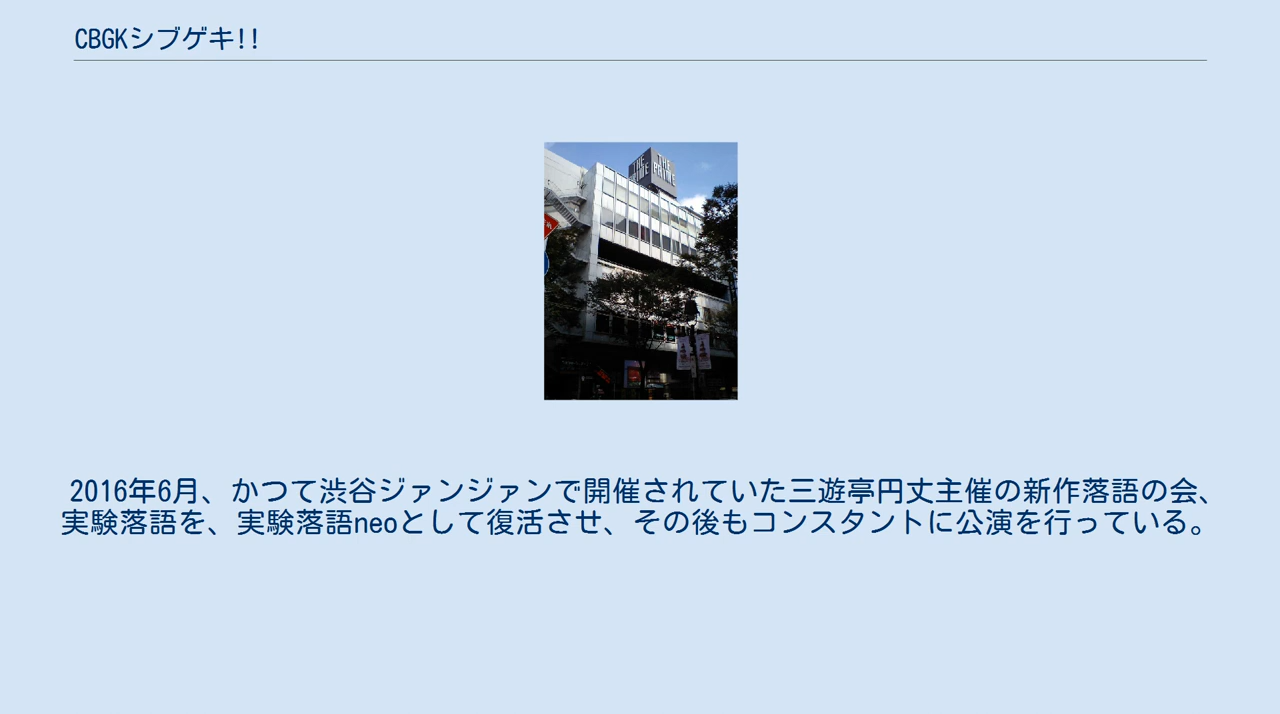 CBGKシブゲキ!!
THE THE
PRIME PRIME
2016年6月、かつて渋谷ジァンジァンで開催されていた三遊亭円丈主催の新作落語の会、
実験落語を、実験落語neoとして復活させ、その後もコンスタントに公演を行っている。